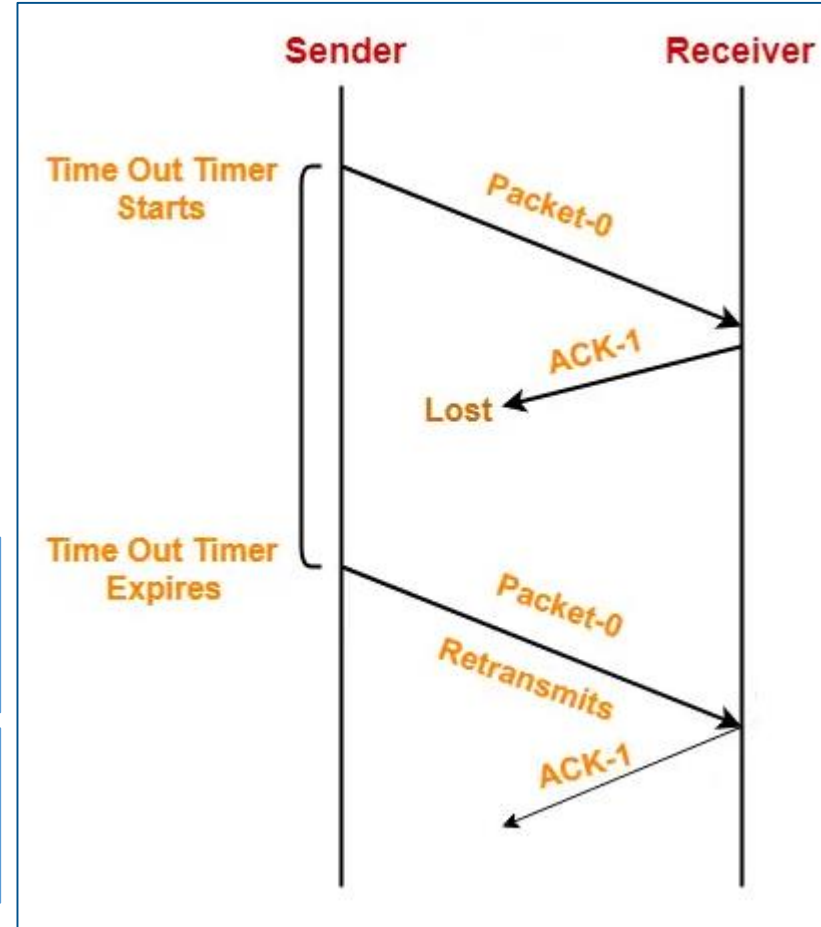 Sender
Receiver
Time Out Timer
Starts
Packet-0
ACK-1
Lost
Time Out Timer
Expires
Packet-0
Retransmits
ACK-1